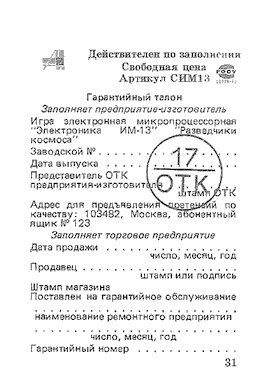 Действителен по заполнении
Свободная цена
Артикул СИМ13
Гарантийный талон
Заполняет предприятие-изготовитель
Игра электронная микропроцессорная
"Электроника ИМ-13" "Разведчики
космоса"
Заводской №
Дата выпуска
Представитель ОТК
предприятия-изготовителя
штамп ОТК
17
ОТК
Адрес для предъявления претензий по
качеству: 103482, Москва, абонентный
ящик № 123
Заполняет торговое предприятие
Дата продажи
число, месяц, год
Продавец
штамп или подпись
Штамп магазина
Поставлен на гарантийное обслуживание
наименование ремонтного предприятия
число, месяц, год
Гарантийный номер
31